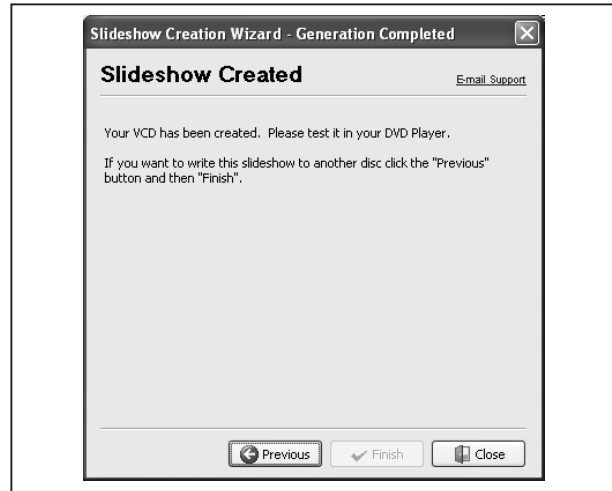 Slideshow Creation Wizard - Generation Completed
Slideshow Created
E-mail Support
Your VCD has been created.  Please test it in your DVD Player.
If you want to write this slideshow to another disc click the "Previous"
button and then "Finish".
Previous
Finish
Close